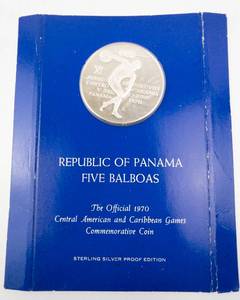 REPUBLIC OF PANAMA
FIVE BALBOAS
The Official 1970
Central American and Caribbean Games
Commemorative Coin
STERLING SILVER PROOF EDITION